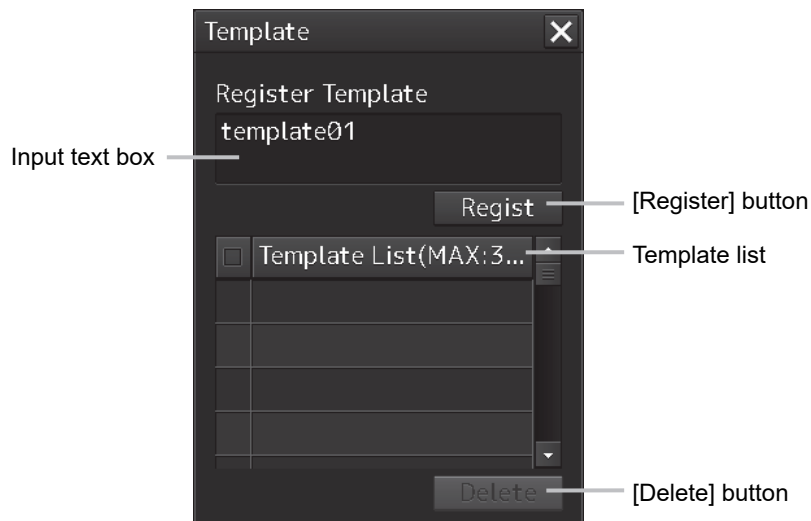 Template
Register Template
template01
Input text box
Regist
[Register] button
Template List(MAX:3...
Template list
Delete
[Delete] button